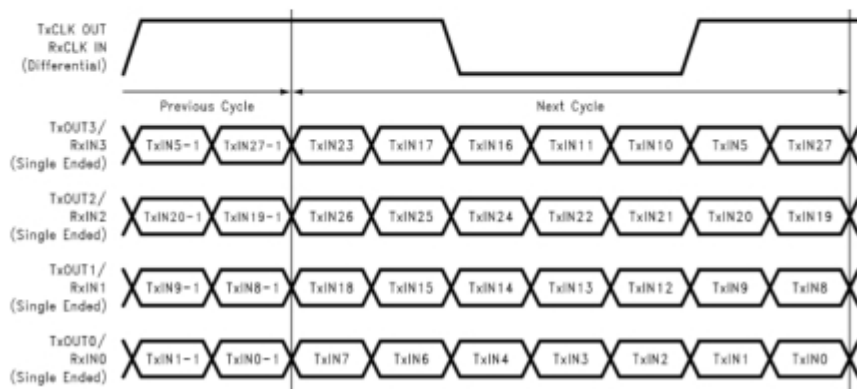 TxCLK OUT
RxCLK IN
(Differential)
Previous Cycle Next Cycle
TxOUT3/
RxIN3
(Single Ended)
TxIN5-1 TxIN27-1 TxIN23 TxIN17 TxIN16 TxIN11 TxIN10 TxIN5 TxIN27
TxOUT2/
RxIN2
(Single Ended)
TxIN20-1 TxIN19-1 TxIN26 TxIN25 TxIN24 TxIN22 TxIN21 TxIN20 TxIN19
TxOUT1/
RxIN1
(Single Ended)
TxIN9-1 TxIN8-1 TxIN18 TxIN15 TxIN14 TxIN13 TxIN12 TxIN9 TxIN8
TxOUT0/
RxIN0
(Single Ended)
TxIN1-1 TxIN0-1 TxIN7 TxIN6 TxIN4 TxIN3 TxIN2 TxIN1 TxIN0